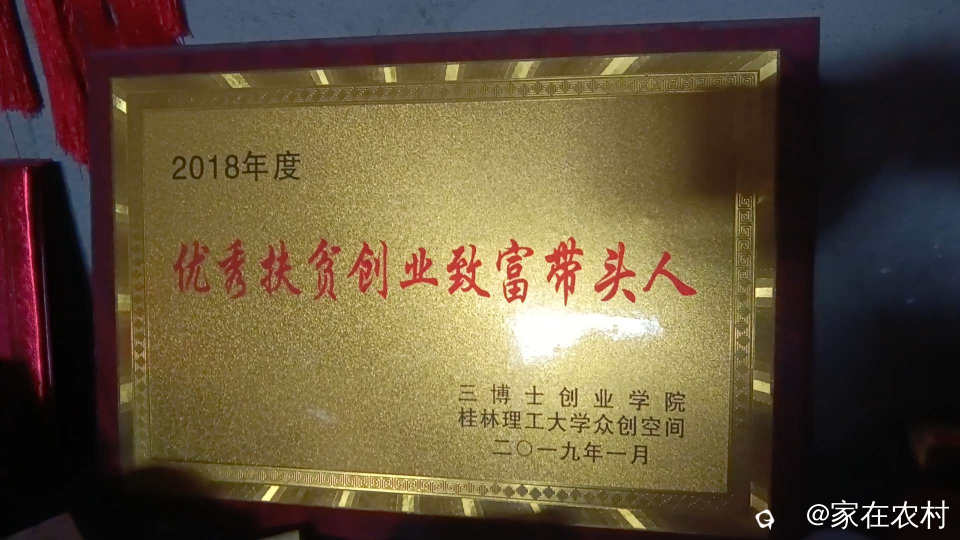 2018年度
优秀扶贫创业致富带头人
三博士创业学院
桂林理工大学众创空间
二〇一九年一月
@家在农村